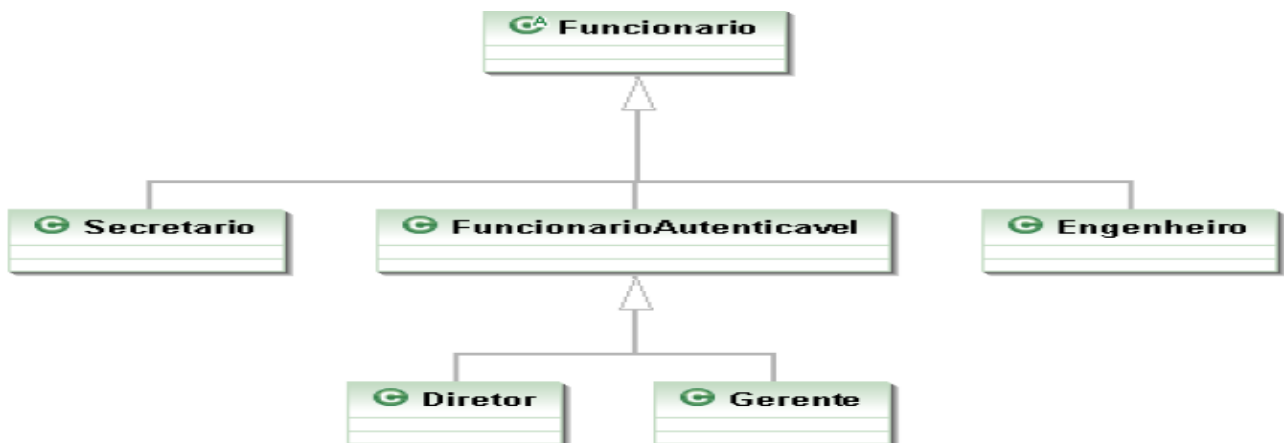 Funcionario
Secretario
FuncionarioAutenticavel
Engenheiro
Diretor
Gerente